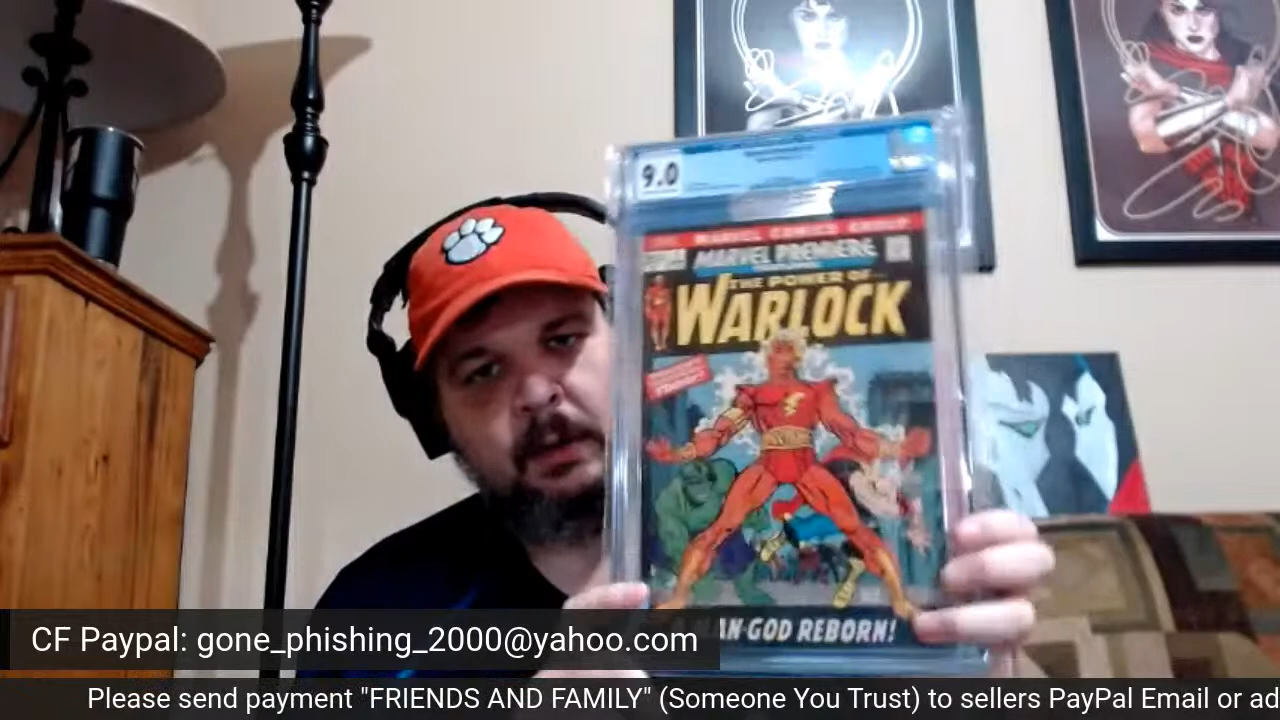 9.0
MARVEL COMICS GROUP
MARVEL PREMIERE
THE POWER OF...
WARLOCK
AN-GOD REBORN!
CF Paypal: gone_phishing_2000@yahoo.com
Please send payment "FRIENDS AND FAMILY" (Someone You Trust) to sellers PayPal Email or ad